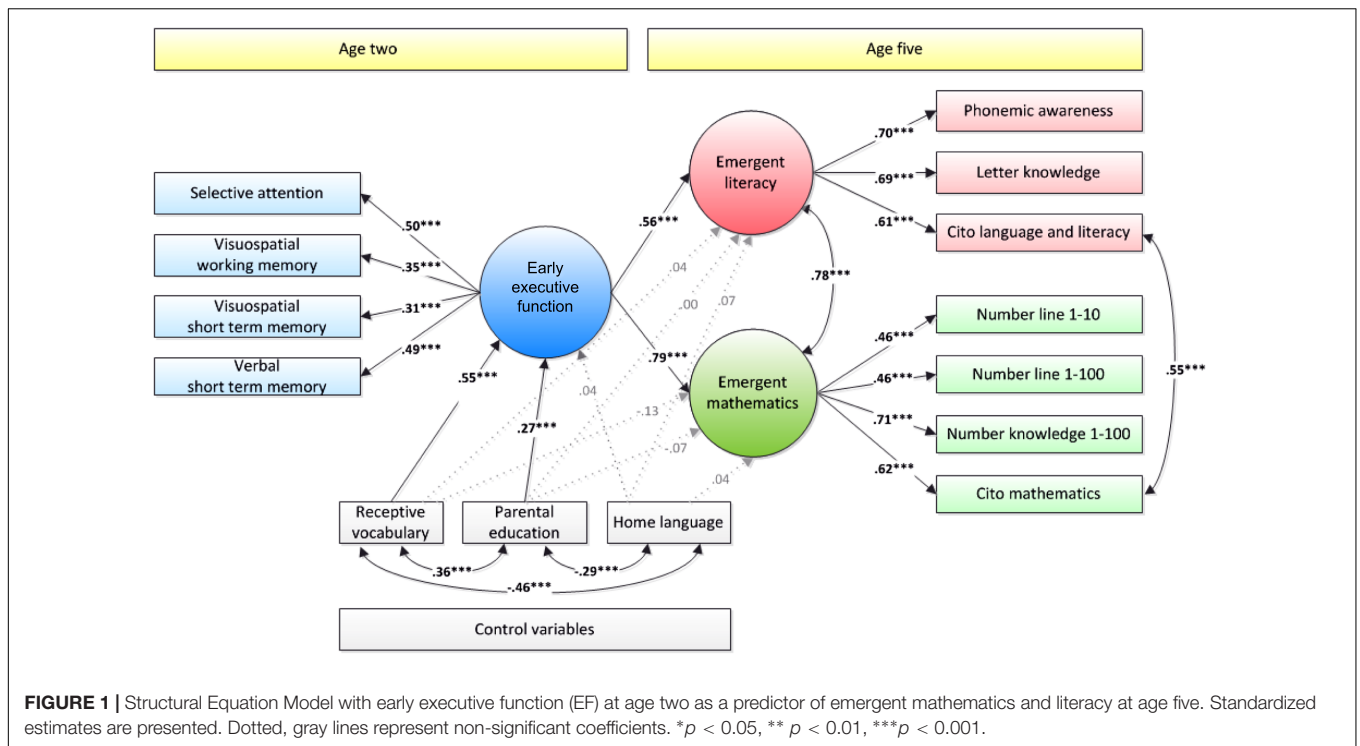 Age two
Age five
Phonemic awareness
Letter knowledge
Cito language and literacy
Emergent
literacy
.70***
.69***
.61***
Selective attention
Visuospatial
working memory
Visuospatial
short term memory
Verbal
short term memory
.50***
.35***
.31***
.49***
Early
executive
function
.56***
.79***
.78***
.04
.00
.07
Emergent
mathematics
Number line 1-10
Number line 1-100
Number knowledge 1-100
Cito mathematics
.46***
.46***
.71***
.62***
.55***
.55***
.27***
.04
-.13
-.07
.04
Receptive
vocabulary
Parental
education
Home language
.36***
-.29***
-.46***
Control variables
FIGURE 1 | Structural Equation Model with early executive function (EF) at age two as a predictor of emergent mathematics and literacy at age five. Standardized
estimates are presented. Dotted, gray lines represent non-significant coefficients. *p < 0.05, ** p < 0.01, ***p < 0.001.